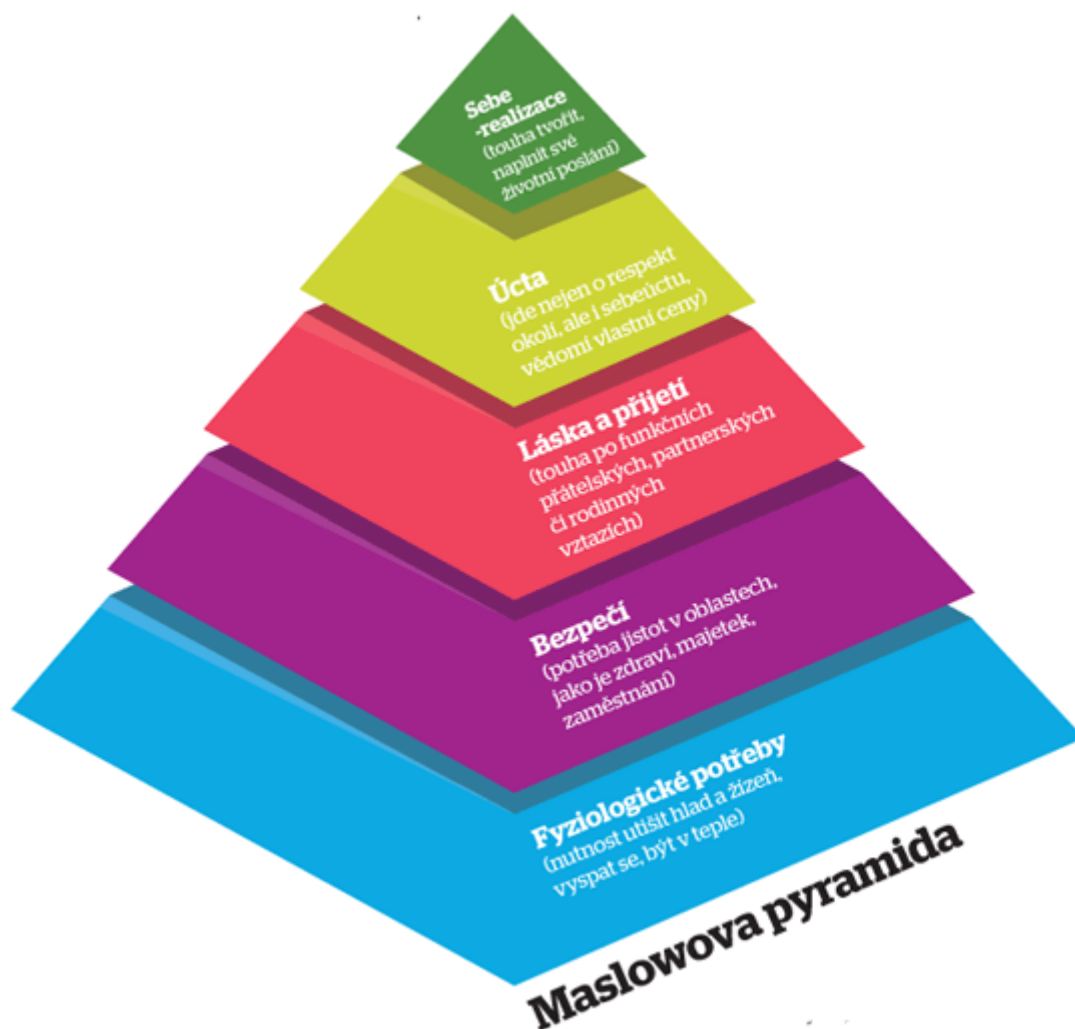 Sebe
-realizace
(touha tvořit,
naplnit své
životní poslání)
Úcta
(jde nejen o respekt
okolí, ale i sebeúctu,
vědomí vlastní ceny)
Láska a přijetí
(touha po funkčních
přátelských, partnerských
či rodinných
vztazích)
Bezpečí
(potřeba jistot v oblastech,
jako je zdraví, majetek,
zaměstnání)
Fyziologické potřeby
(nutnost utišit hlad a žízeň,
vyspat se, být v teple)
Maslowova pyramida